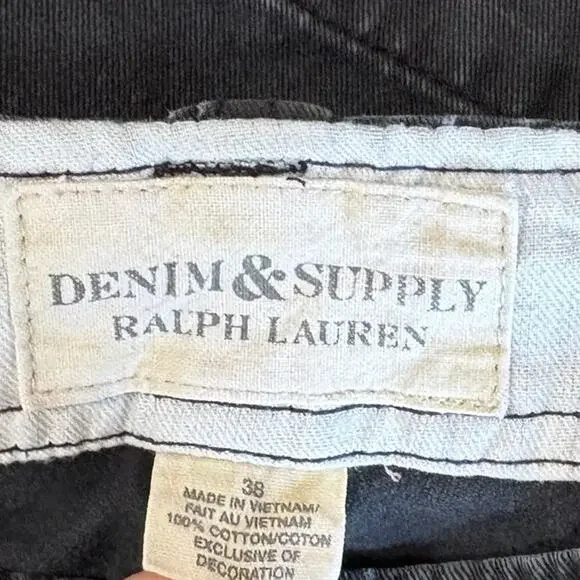 DENIM & SUPPLY
RALPH LAUREN
38
MADE IN VIETNAM/
FAIT AU VIETNAM
100% COTTON/COTON
EXCLUSIVE OF
DECORATION